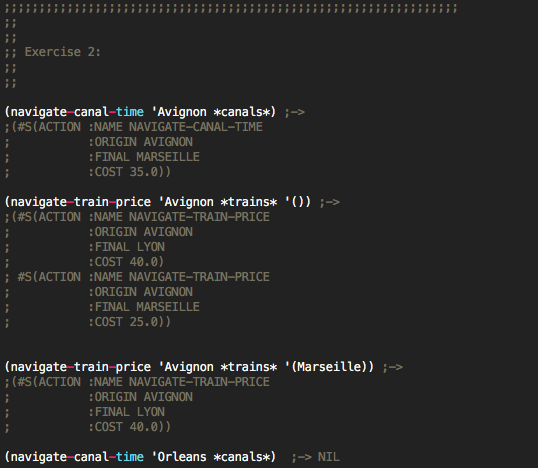 ;;;;;;;;;;;;;;;;;;;;;;;;;;;;;;;;;;;;;;;;;;;;;;;;;;;;;;;;;;;;;;;
;;
;;
;; Exercise 2:
;;
;;
(navigate-canal-time 'Avignon *canals*) ;->
;(#S(ACTION :NAME NAVIGATE-CANAL-TIME
;           :ORIGIN AVIGNON
;           :FINAL MARSEILLE
;           :COST 35.0))
(navigate-train-price 'Avignon *trains* '()) ;->
;(#S(ACTION :NAME NAVIGATE-TRAIN-PRICE
;           :ORIGIN AVIGNON
;           :FINAL LYON
;           :COST 40.0)
; #S(ACTION :NAME NAVIGATE-TRAIN-PRICE
;           :ORIGIN AVIGNON
;           :FINAL MARSEILLE
;           :COST 25.0))
(navigate-train-price 'Avignon *trains* '(Marseille)) ;->
;(#S(ACTION :NAME NAVIGATE-TRAIN-PRICE
;           :ORIGIN AVIGNON
;           :FINAL LYON
;           :COST 40.0))
(navigate-canal-time 'Orleans *canals*)  ;-> NIL